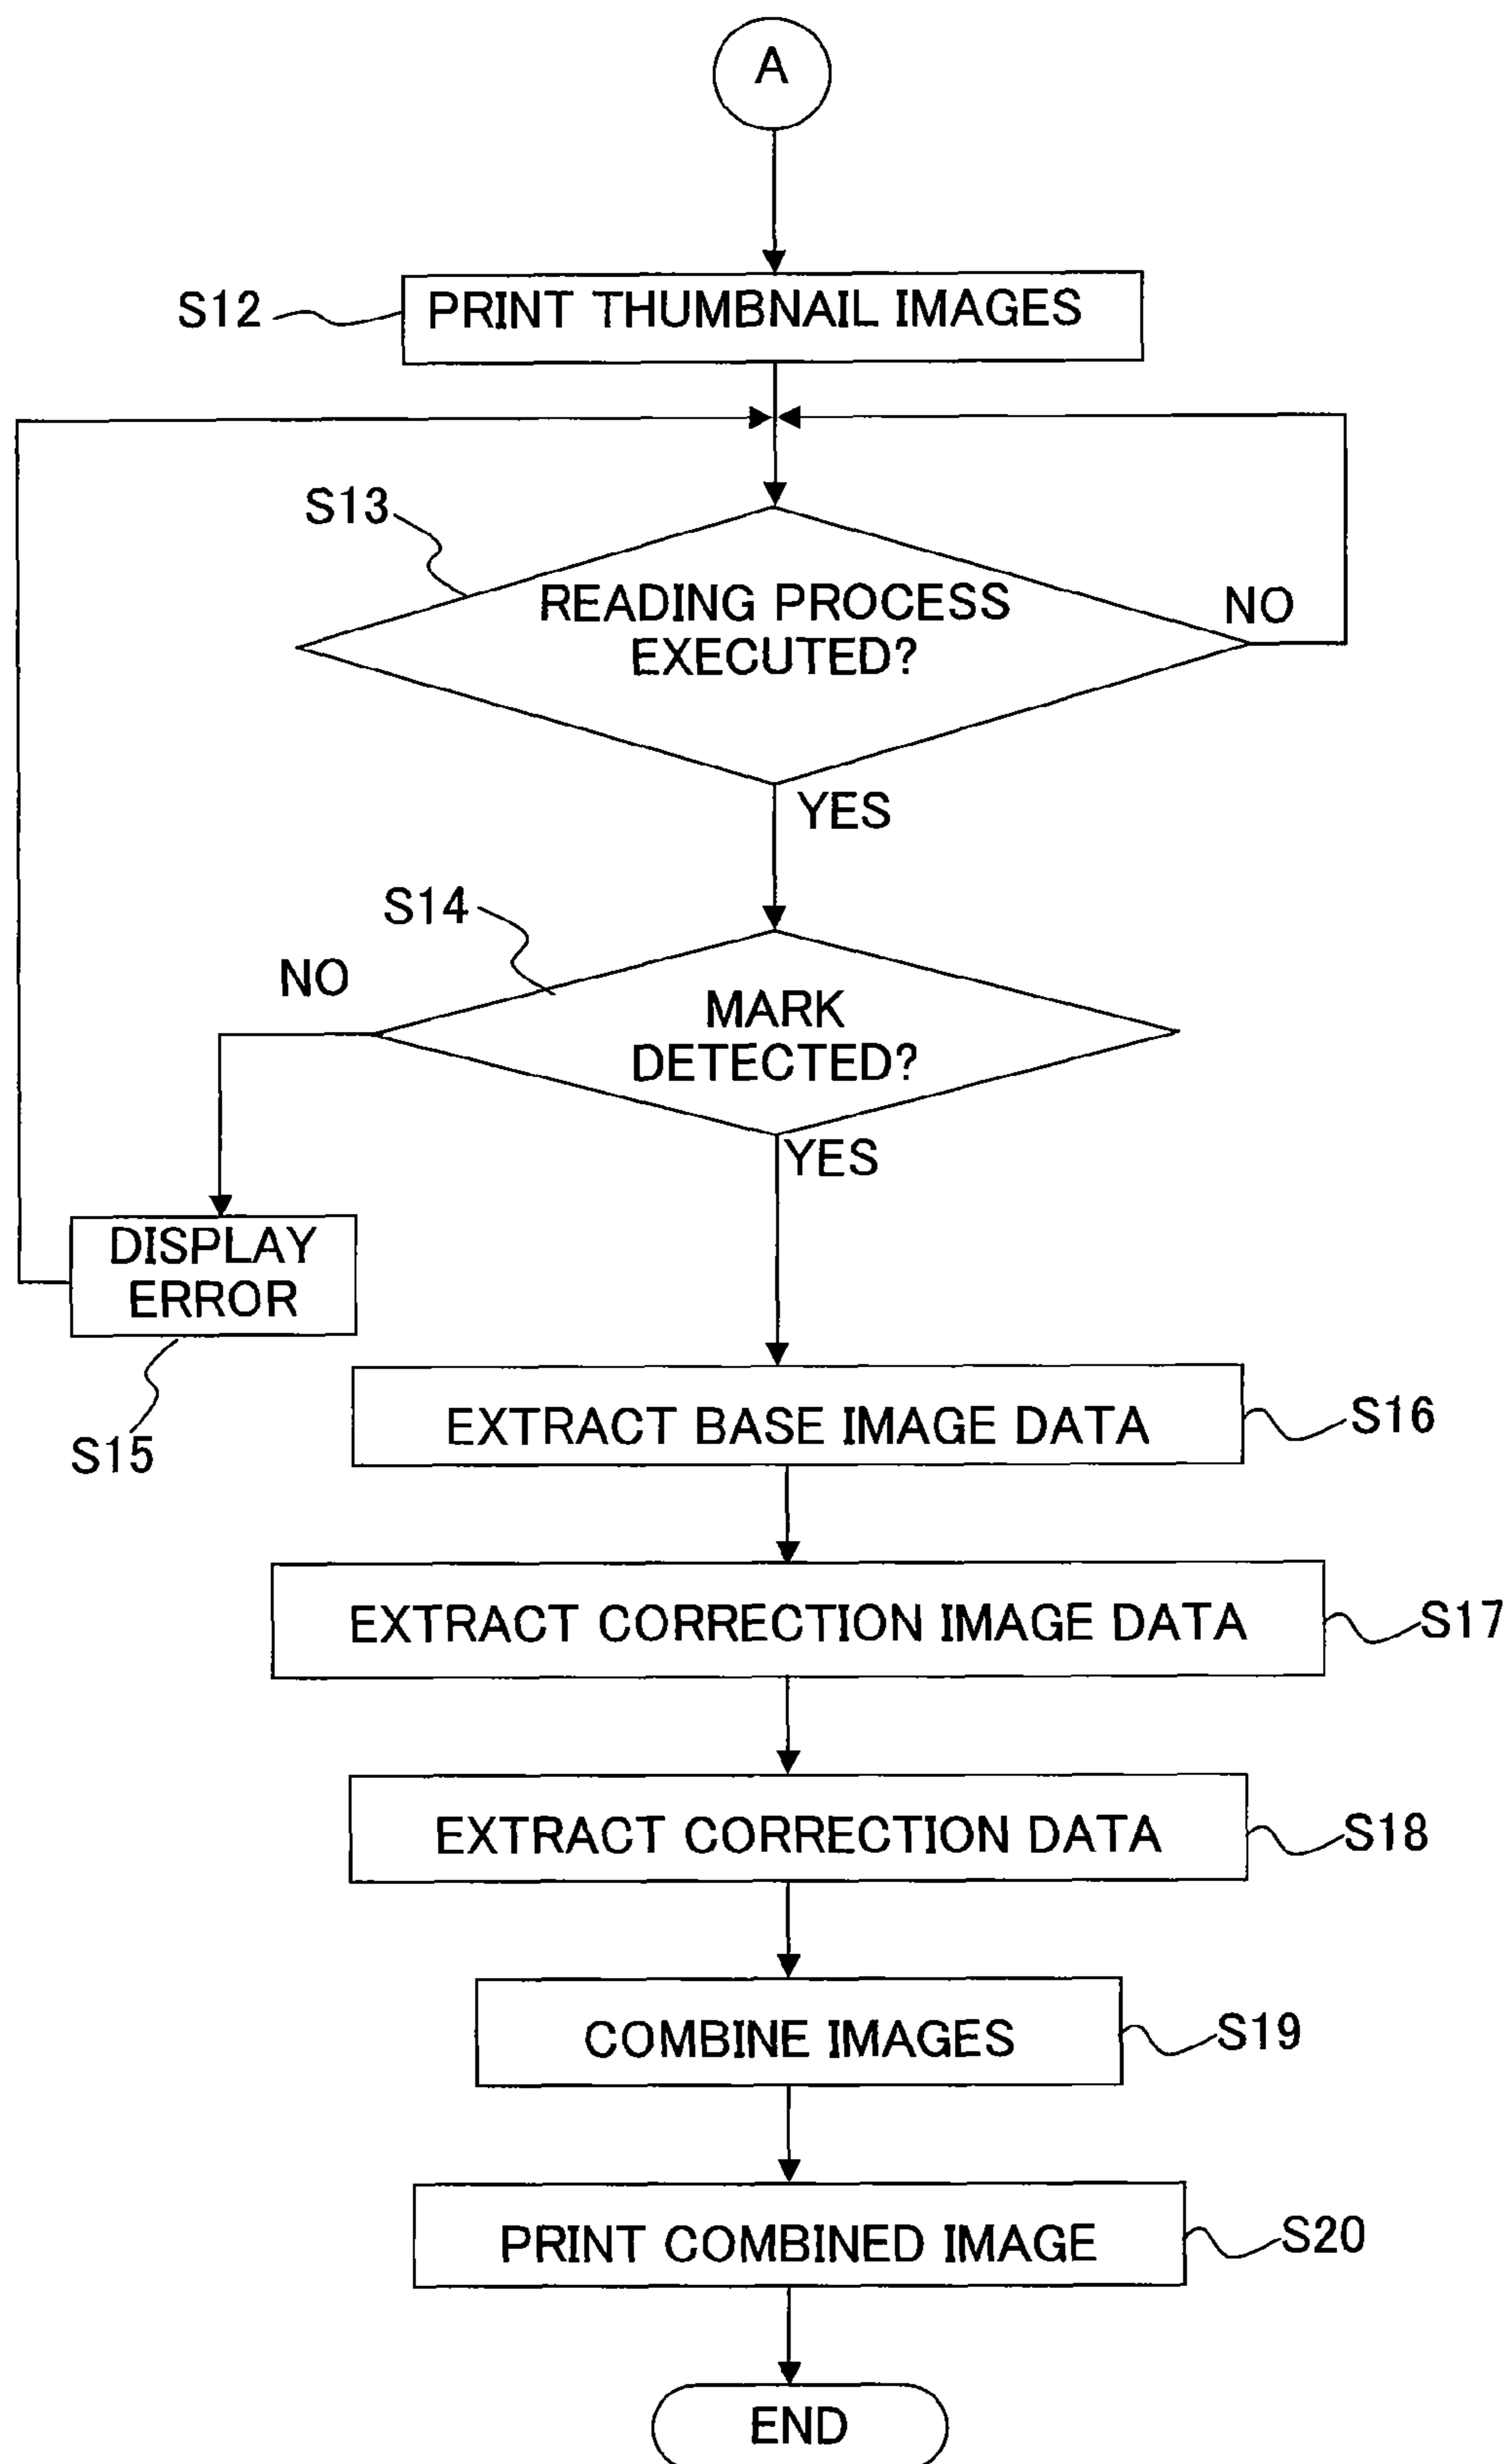 A
S12
PRINT THUMBNAIL IMAGES
S13
READING PROCESS
EXECUTED?
NO
YES
S14
NO
MARK
DETECTED?
YES
DISPLAY
ERROR
S15
EXTRACT BASE IMAGE DATA
S16
EXTRACT CORRECTION IMAGE DATA
S17
EXTRACT CORRECTION DATA
S18
COMBINE IMAGES
S19
PRINT COMBINED IMAGE
S20
END